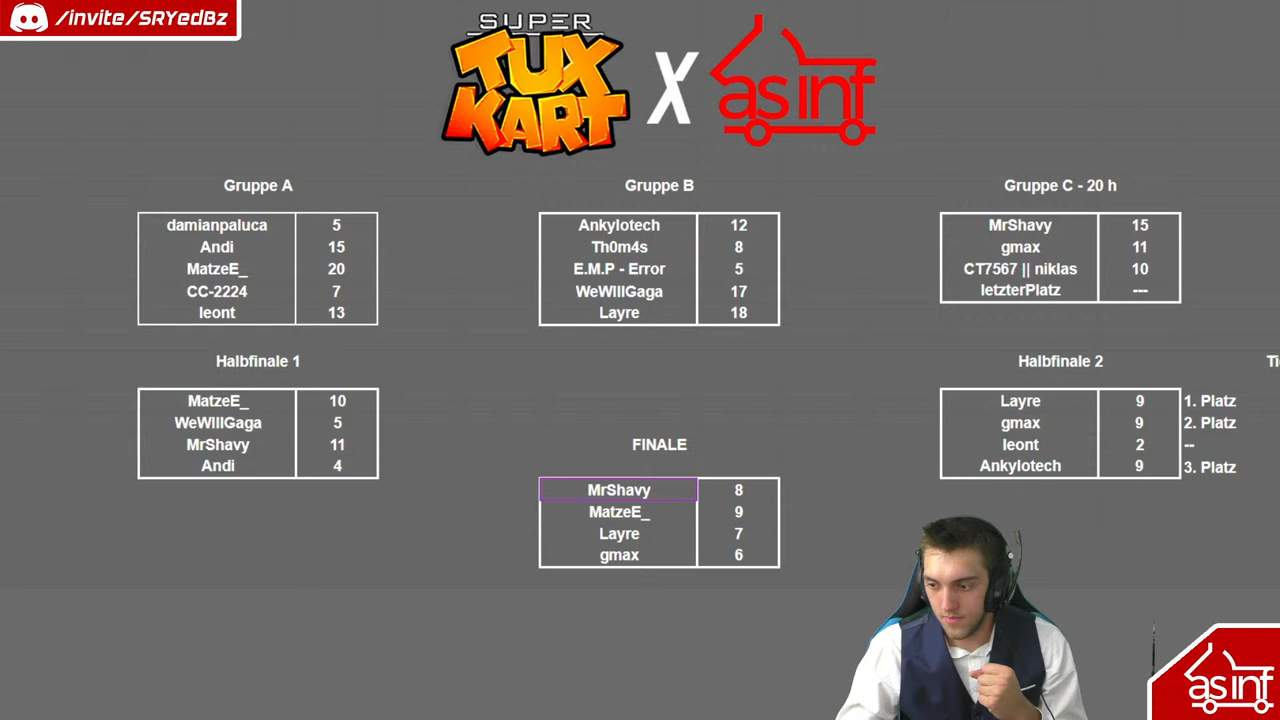 /invite/SRYedBz
SUPER
TUX
KART
X
as inf
Gruppe A
damianpaluca 5
Andi 15
MatzeE_ 20
CC-2224 7
leont 13
Gruppe B
Ankylotech 12
Th0m4s 8
E.M.P - Error 5
WeWIllGaga 17
Layre 18
Gruppe C - 20 h
MrShavy 15
gmax 11
CT7567 || niklas 10
letzterPlatz ---
Halbfinale 1
MatzeE_ 10
WeWIllGaga 5
MrShavy 11
Andi 4
FINALE
MrShavy 8
MatzeE_ 9
Layre 7
gmax 6
Halbfinale 2
Layre 9 1. Platz
gmax 9 2. Platz
leont 2 --
Ankylotech 9 3. Platz
as inf